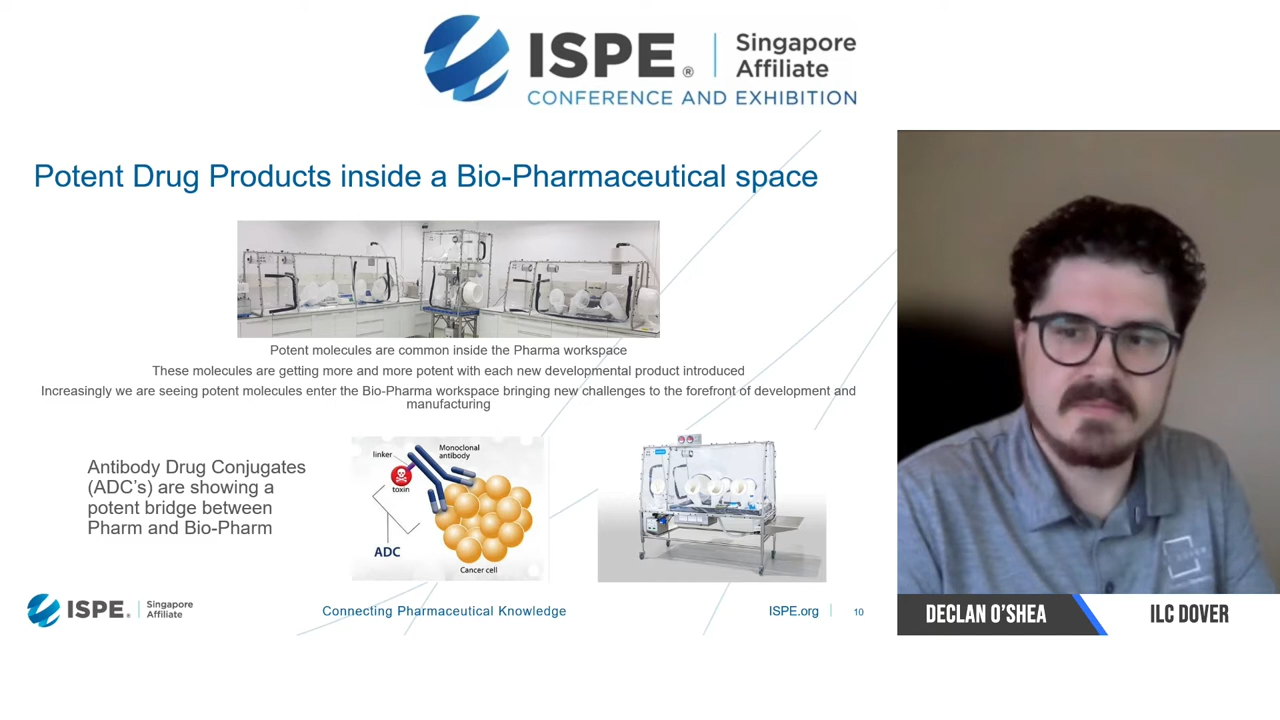 ISPE® Singapore
Affiliate
CONFERENCE AND EXHIBITION
Potent Drug Products inside a Bio-Pharmaceutical space
Potent molecules are common inside the Pharma workspace
These molecules are getting more and more potent with each new developmental product introduced
Increasingly we are seeing potent molecules enter the Bio-Pharma workspace bringing new challenges to the forefront of development and
manufacturing
Antibody Drug Conjugates
(ADC's) are showing a
potent bridge between
Pharm and Bio-Pharm
linker
Monoclonal
antibody
toxin
ADC
Cancer cell
ISPE® Singapore
Affiliate
Connecting Pharmaceutical Knowledge
ISPE.org
10
DECLAN O'SHEA
ILC DOVER